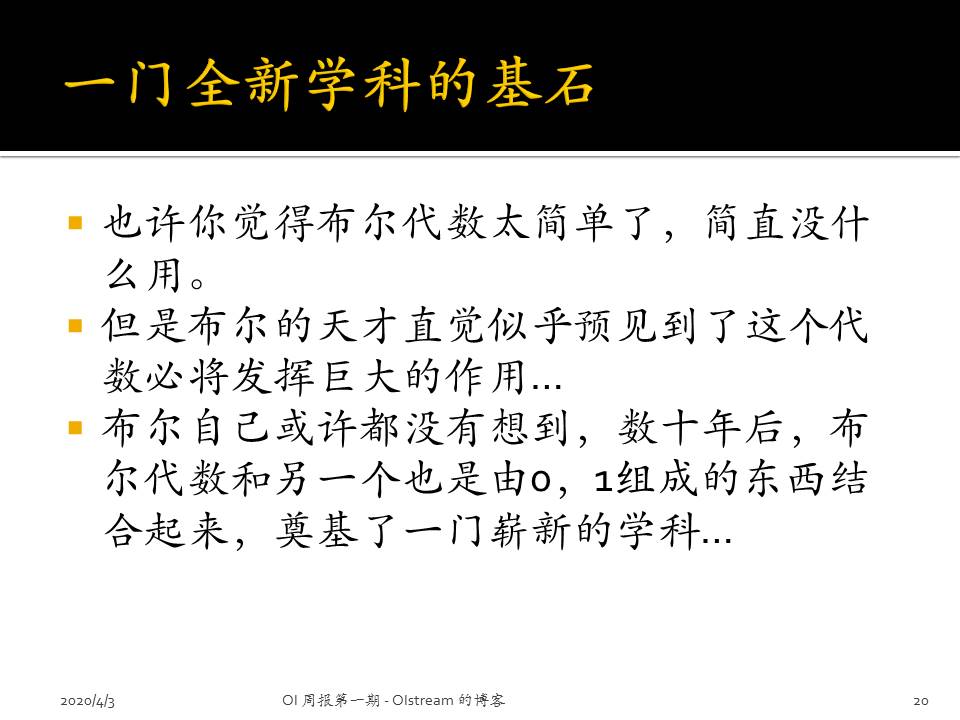 一门全新学科的基石
▪ 也许你觉得布尔代数太简单了，简直没什
么用。
▪ 但是布尔的天才直觉似乎预见到了这个代
数必将发挥巨大的作用…
▪ 布尔自己或许都没有想到，数十年后，布
尔代数和另一个也是由0，1组成的东西结
合起来，奠基了一门崭新的学科…
2020/4/3 OI 周报第一期 - OIstream 的博客 20